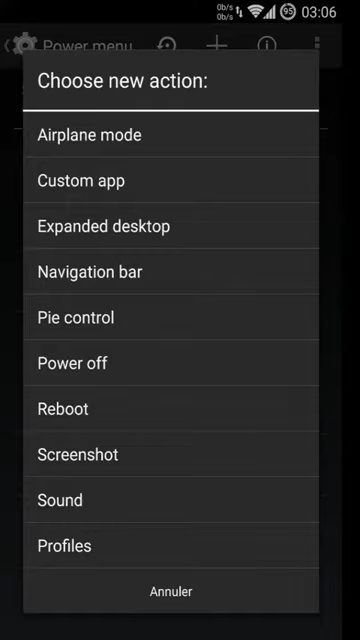 0b/s
0b/s
95
03:06
Power menu
Choose new action:
Airplane mode
Custom app
Expanded desktop
Navigation bar
Pie control
Power off
Reboot
Screenshot
Sound
Profiles
Annuler